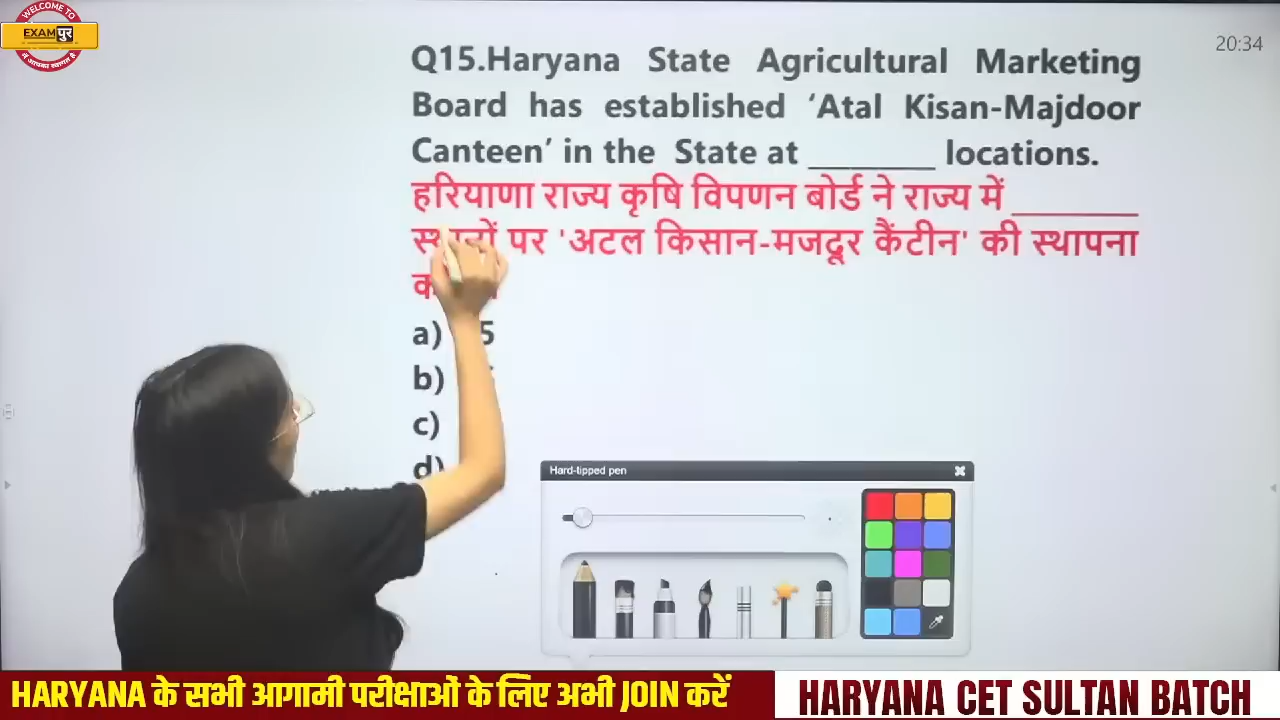 WELCOME TO
EXAMपुर
20:34
Q15.Haryana State Agricultural Marketing
Board has established ‘Atal Kisan-Majdoor
Canteen’ in the State at ________ locations.
हरियाणा राज्य कृषि विपणन बोर्ड ने राज्य में ________
पर 'अटल किसान-मजदूर कैंटीन' की स्थापना
a)
b)
c)
d)
Hard-tipped pen
HARYANA के सभी आगामी परीक्षाओं के लिए अभी JOIN करें
HARYANA CET SULTAN BATCH